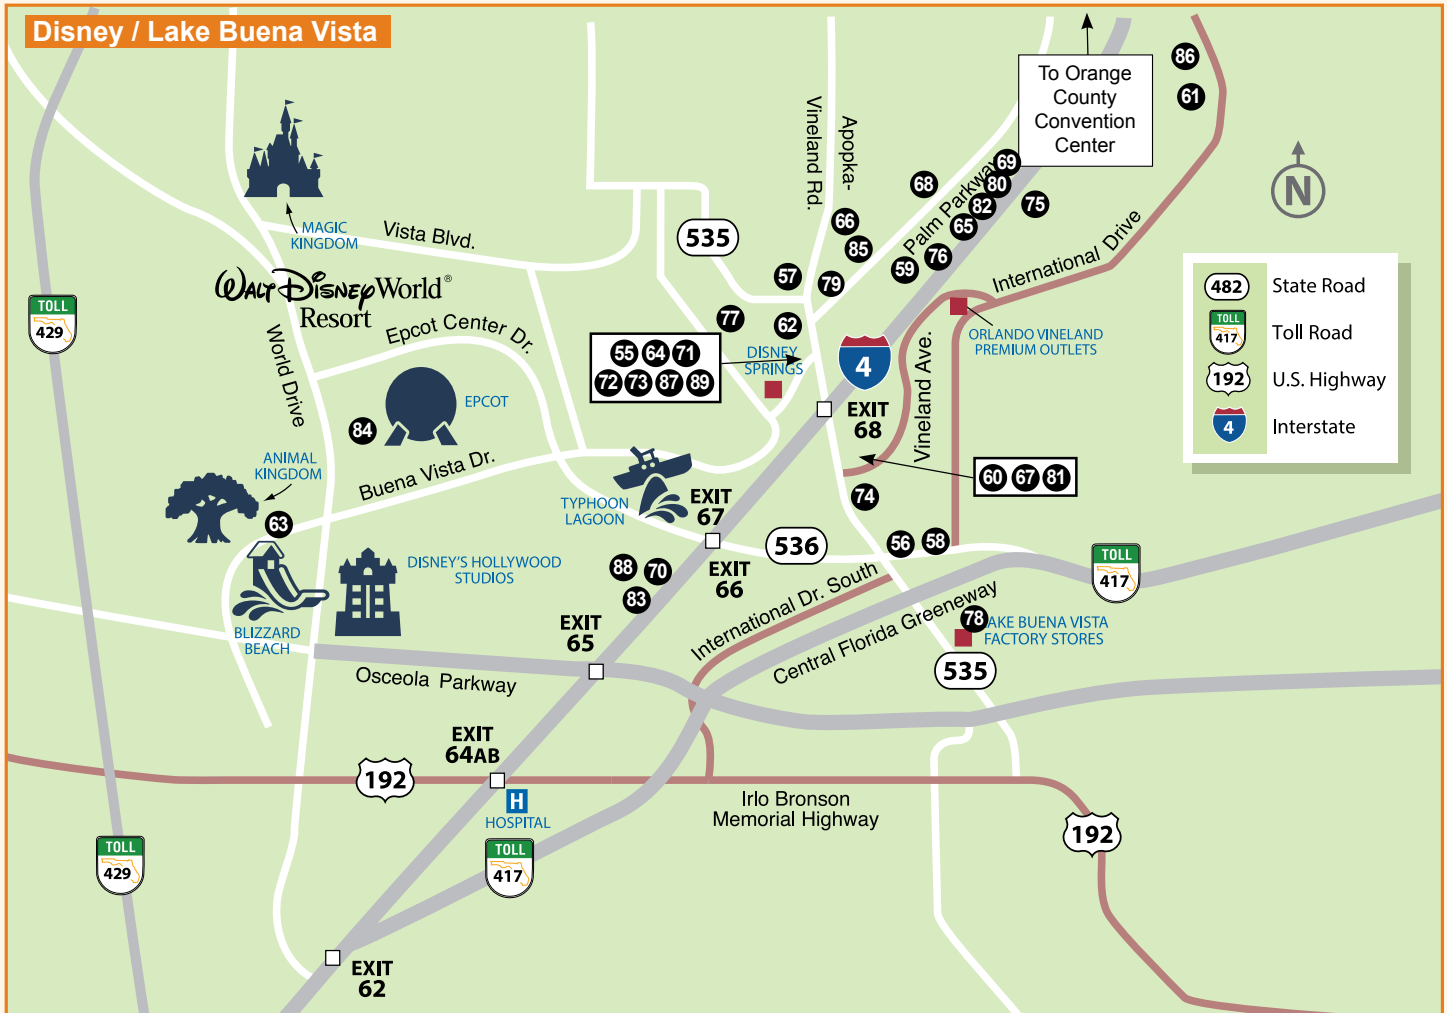 Disney / Lake Buena Vista
To Orange
County
Convention
Center
86
61
69
80
82
75
68
65
76
59
Palm Parkway
Apopka-
Vineland Rd.
66
85
79
57
62
77
535
N
MAGIC
KINGDOM
Vista Blvd.
WALT DISNEY World®
Resort
Epcot Center Dr.
World Drive
TOLL
429
International Drive
482 State Road
TOLL
417 Toll Road
192 U.S. Highway
4 Interstate
55 64 71
72 73 87 89
DISNEY
SPRINGS
4
ORLANDO VINELAND
PREMIUM OUTLETS
Vineland Ave.
EXIT
68
EPCOT
84
ANIMAL
KINGDOM
63
Buena Vista Dr.
TYPHOON
LAGOON
EXIT
67
60 67 81
74
536
56
58
EXIT
66
TOLL
417
DISNEY'S HOLLYWOOD
STUDIOS
88
70
83
BLIZZARD
BEACH
EXIT
65
International Dr. South
Central Florida Greeneway
78
AKE BUENA VISTA
FACTORY STORES
535
Osceola Parkway
EXIT
64AB
192
H
HOSPITAL
Irlo Bronson
Memorial Highway
192
TOLL
429
TOLL
417
EXIT
62